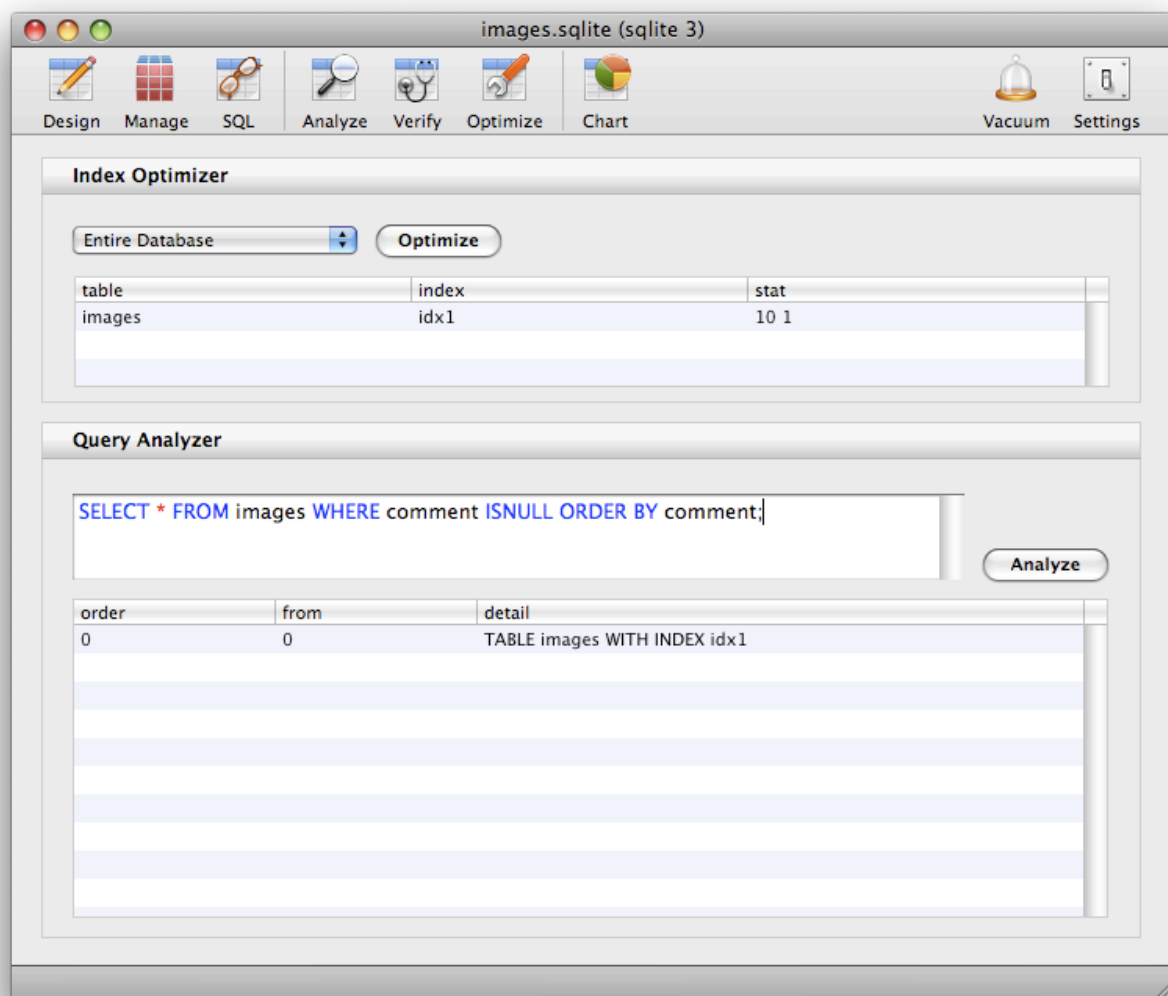 images.sqlite (sqlite 3)
Design Manage SQL Analyze Verify Optimize Chart Vacuum Settings
Index Optimizer
Entire Database Optimize
table index stat
images idx1 10 1
Query Analyzer
SELECT * FROM images WHERE comment ISNULL ORDER BY comment;
Analyze
order from detail
0 0 TABLE images WITH INDEX idx1